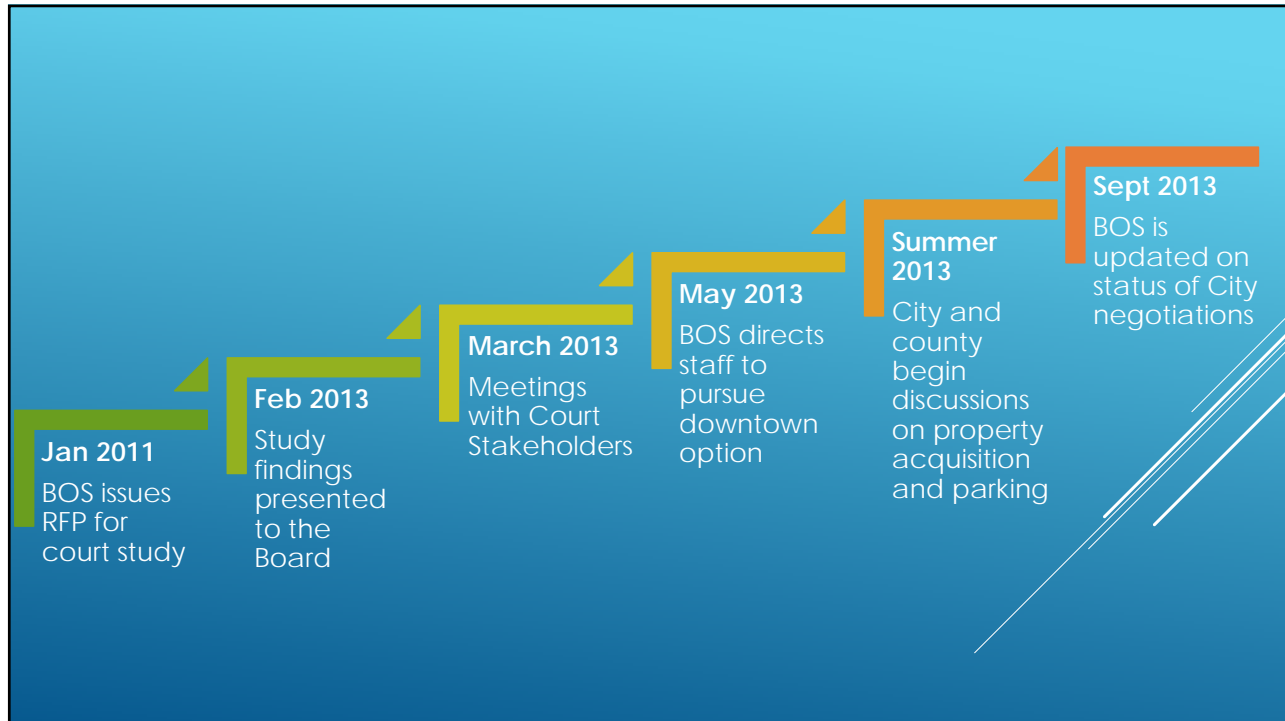 Jan 2011
BOS issues
RFP for
court study
Feb 2013
Study
findings
presented
to the
Board
March 2013
Meetings
with Court
Stakeholders
May 2013
BOS directs
staff to
pursue
downtown
option
Summer
2013
City and
county
begin
discussions
on property
acquisition
and parking
Sept 2013
BOS is
updated on
status of City
negotiations